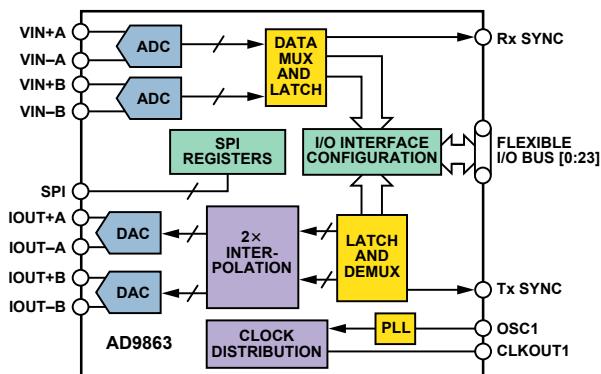 VIN+A
VIN–A
VIN+B
VIN–B
ADC
ADC
DATA
MUX
AND
LATCH
Rx SYNC
SPI
REGISTERS
I/O INTERFACE
CONFIGURATION
FLEXIBLE
I/O BUS [0:23]
SPI
IOUT+A
IOUT–A
IOUT+B
IOUT–B
DAC
DAC
2×
INTER-
POLATION
LATCH
AND
DEMUX
Tx SYNC
AD9863
CLOCK
DISTRIBUTION
PLL
OSC1
CLKOUT1